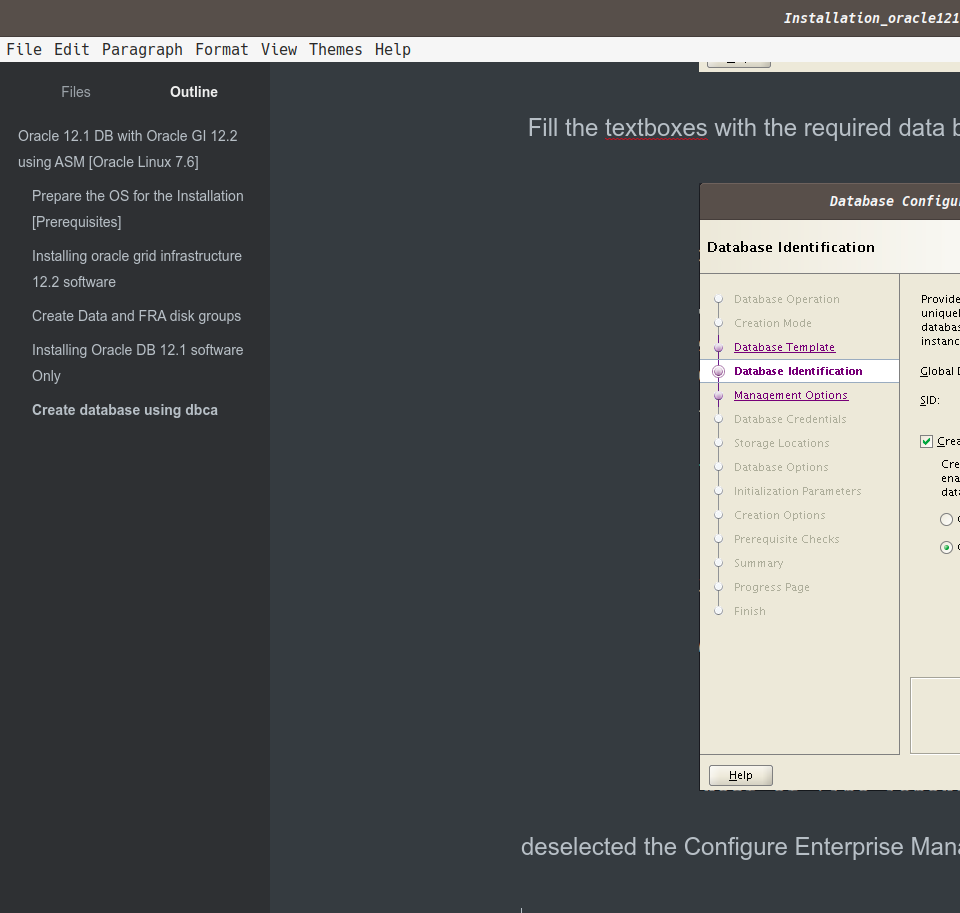 Installation_oracle121
File Edit Paragraph Format View Themes Help
Files Outline
Oracle 12.1 DB with Oracle GI 12.2
using ASM [Oracle Linux 7.6]
Prepare the OS for the Installation
[Prerequisites]
Installing oracle grid infrastructure
12.2 software
Create Data and FRA disk groups
Installing Oracle DB 12.1 software
Only
Create database using dbca
Fill the textboxes with the required data b
Database Configu
Database Identification
Database Operation
Creation Mode
Database Template
Database Identification
Management Options
Database Credentials
Storage Locations
Database Options
Initialization Parameters
Creation Options
Prerequisite Checks
Summary
Progress Page
Finish
Provide
uniquel
databas
instanc
Global D
SID:
Crea
Cre
ena
data
Help
deselected the Configure Enterprise Mana